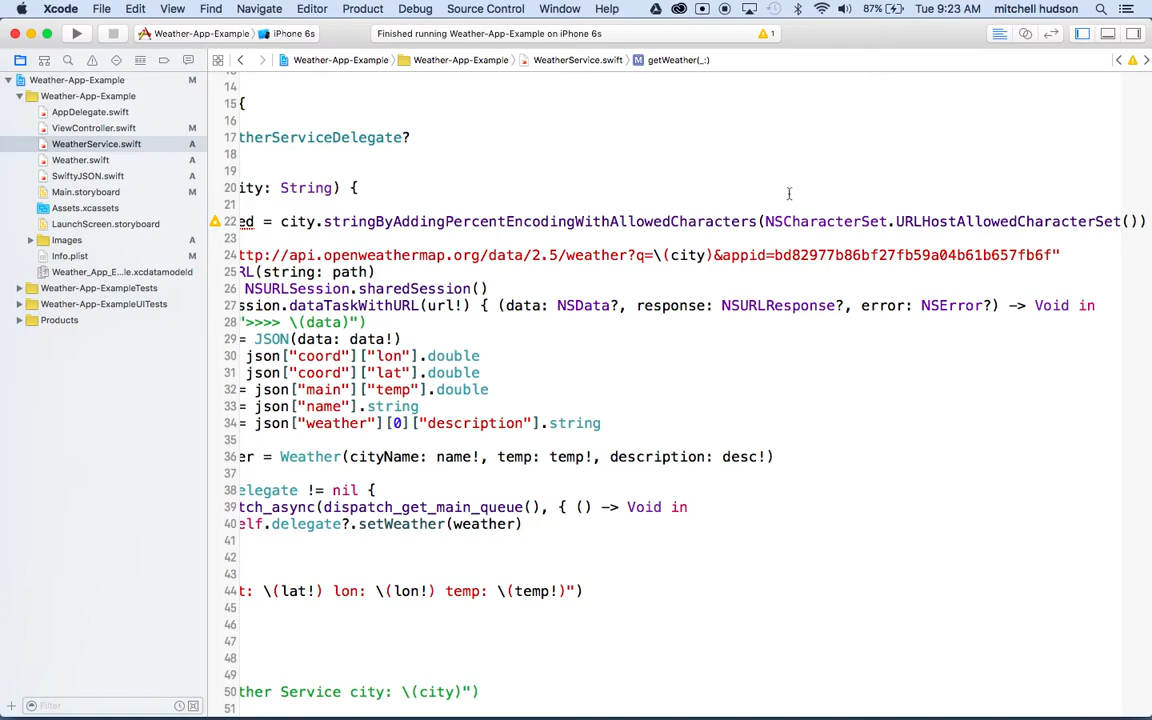 Xcode File Edit View Find Navigate Editor Product Debug Source Control Window Help 87% Tue 9:23 AM mitchell hudson
Weather-App-Example iPhone 6s Finished running Weather-App-Example on iPhone 6s 1
Weather-App-Example Weather-App-Example WeatherService.swift M getWeather(_:)
Weather-App-Example M
Weather-App-Example
AppDelegate.swift
ViewController.swift M
WeatherService.swift A
Weather.swift A
SwiftyJSON.swift A
Main.storyboard M
Assets.xcassets
LaunchScreen.storyboard
Images A
Info.plist
Weather_App_E...le.xcdatamodeld
Weather-App-ExampleTests
Weather-App-ExampleUITests
Products
Filter
14
15 {
16
17 therServiceDelegate?
18
19
20 ity: String) {
21
22 ed = city.stringByAddingPercentEncodingWithAllowedCharacters(NSCharacterSet.URLHostAllowedCharacterSet())
23
24 ttp://api.openweathermap.org/data/2.5/weather?q=\(city)&appid=bd82977b86bf27fb59a04b61b657fb6f"
25 RL(string: path)
26 NSURLSession.sharedSession()
27 ssion.dataTaskWithURL(url!) { (data: NSData?, response: NSURLResponse?, error: NSError?) -> Void in
28 ">>>> \(data)")
29 = JSON(data: data!)
30 json["coord"]["lon"].double
31 json["coord"]["lat"].double
32 = json["main"]["temp"].double
33 = json["name"].string
34 = json["weather"][0]["description"].string
35
36 er = Weather(cityName: name!, temp: temp!, description: desc!)
37
38 elegate != nil {
39 tch_async(dispatch_get_main_queue(), { () -> Void in
40 elf.delegate?.setWeather(weather)
41
42
43
44 t: \(lat!) lon: \(lon!) temp: \(temp!)")
45
46
47
48
49
50 ther Service city: \(city)")
51